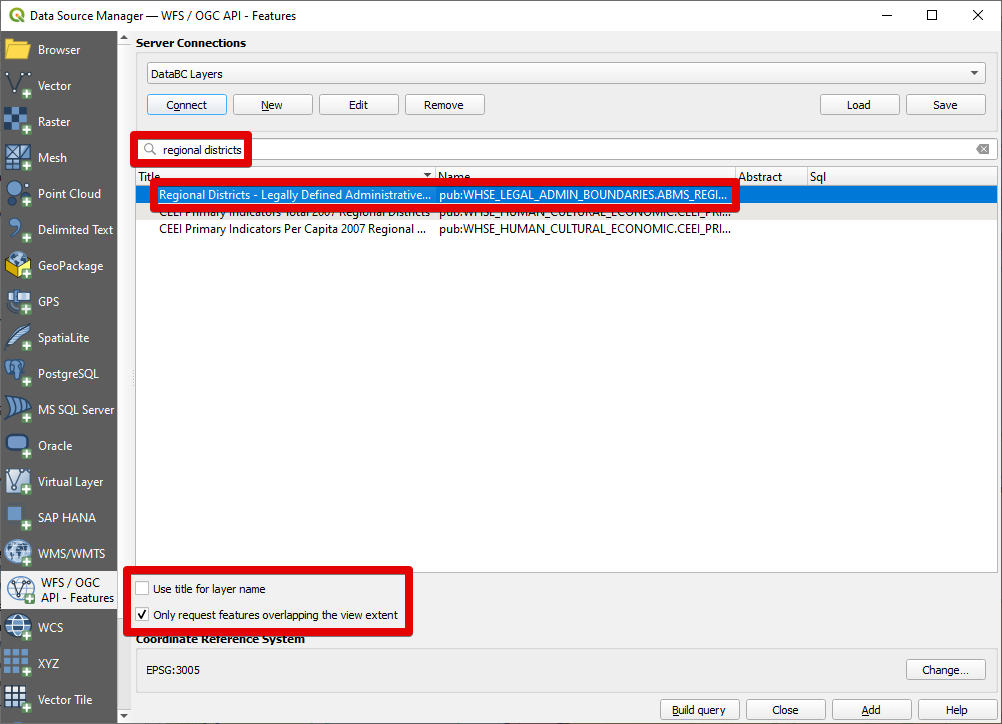 Data Source Manager — WFS / OGC API - Features
Browser
Vector
Raster
Mesh
Point Cloud
Delimited Text
GeoPackage
GPS
SpatiaLite
PostgreSQL
MS SQL Server
Oracle
Virtual Layer
SAP HANA
WMS/WMTS
WFS / OGC
API - Features
WCS
XYZ
Vector Tile
Server Connections
DataBC Layers
Connect New Edit Remove Load Save
regional districts
Title Name Abstract Sql
Regional Districts - Legally Defined Administrative... pub:WHSE_LEGAL_ADMIN_BOUNDARIES.ABMS_REGI...
CEEI Primary Indicators Total 2007 Regional Districts pub:WHSE_HUMAN_CULTURAL_ECONOMIC.CEEI_PRI...
CEEI Primary Indicators Per Capita 2007 Regional ... pub:WHSE_HUMAN_CULTURAL_ECONOMIC.CEEI_PRI...
Use title for layer name
Only request features overlapping the view extent
Coordinate Reference System
EPSG:3005
Change...
Build query Close Add Help